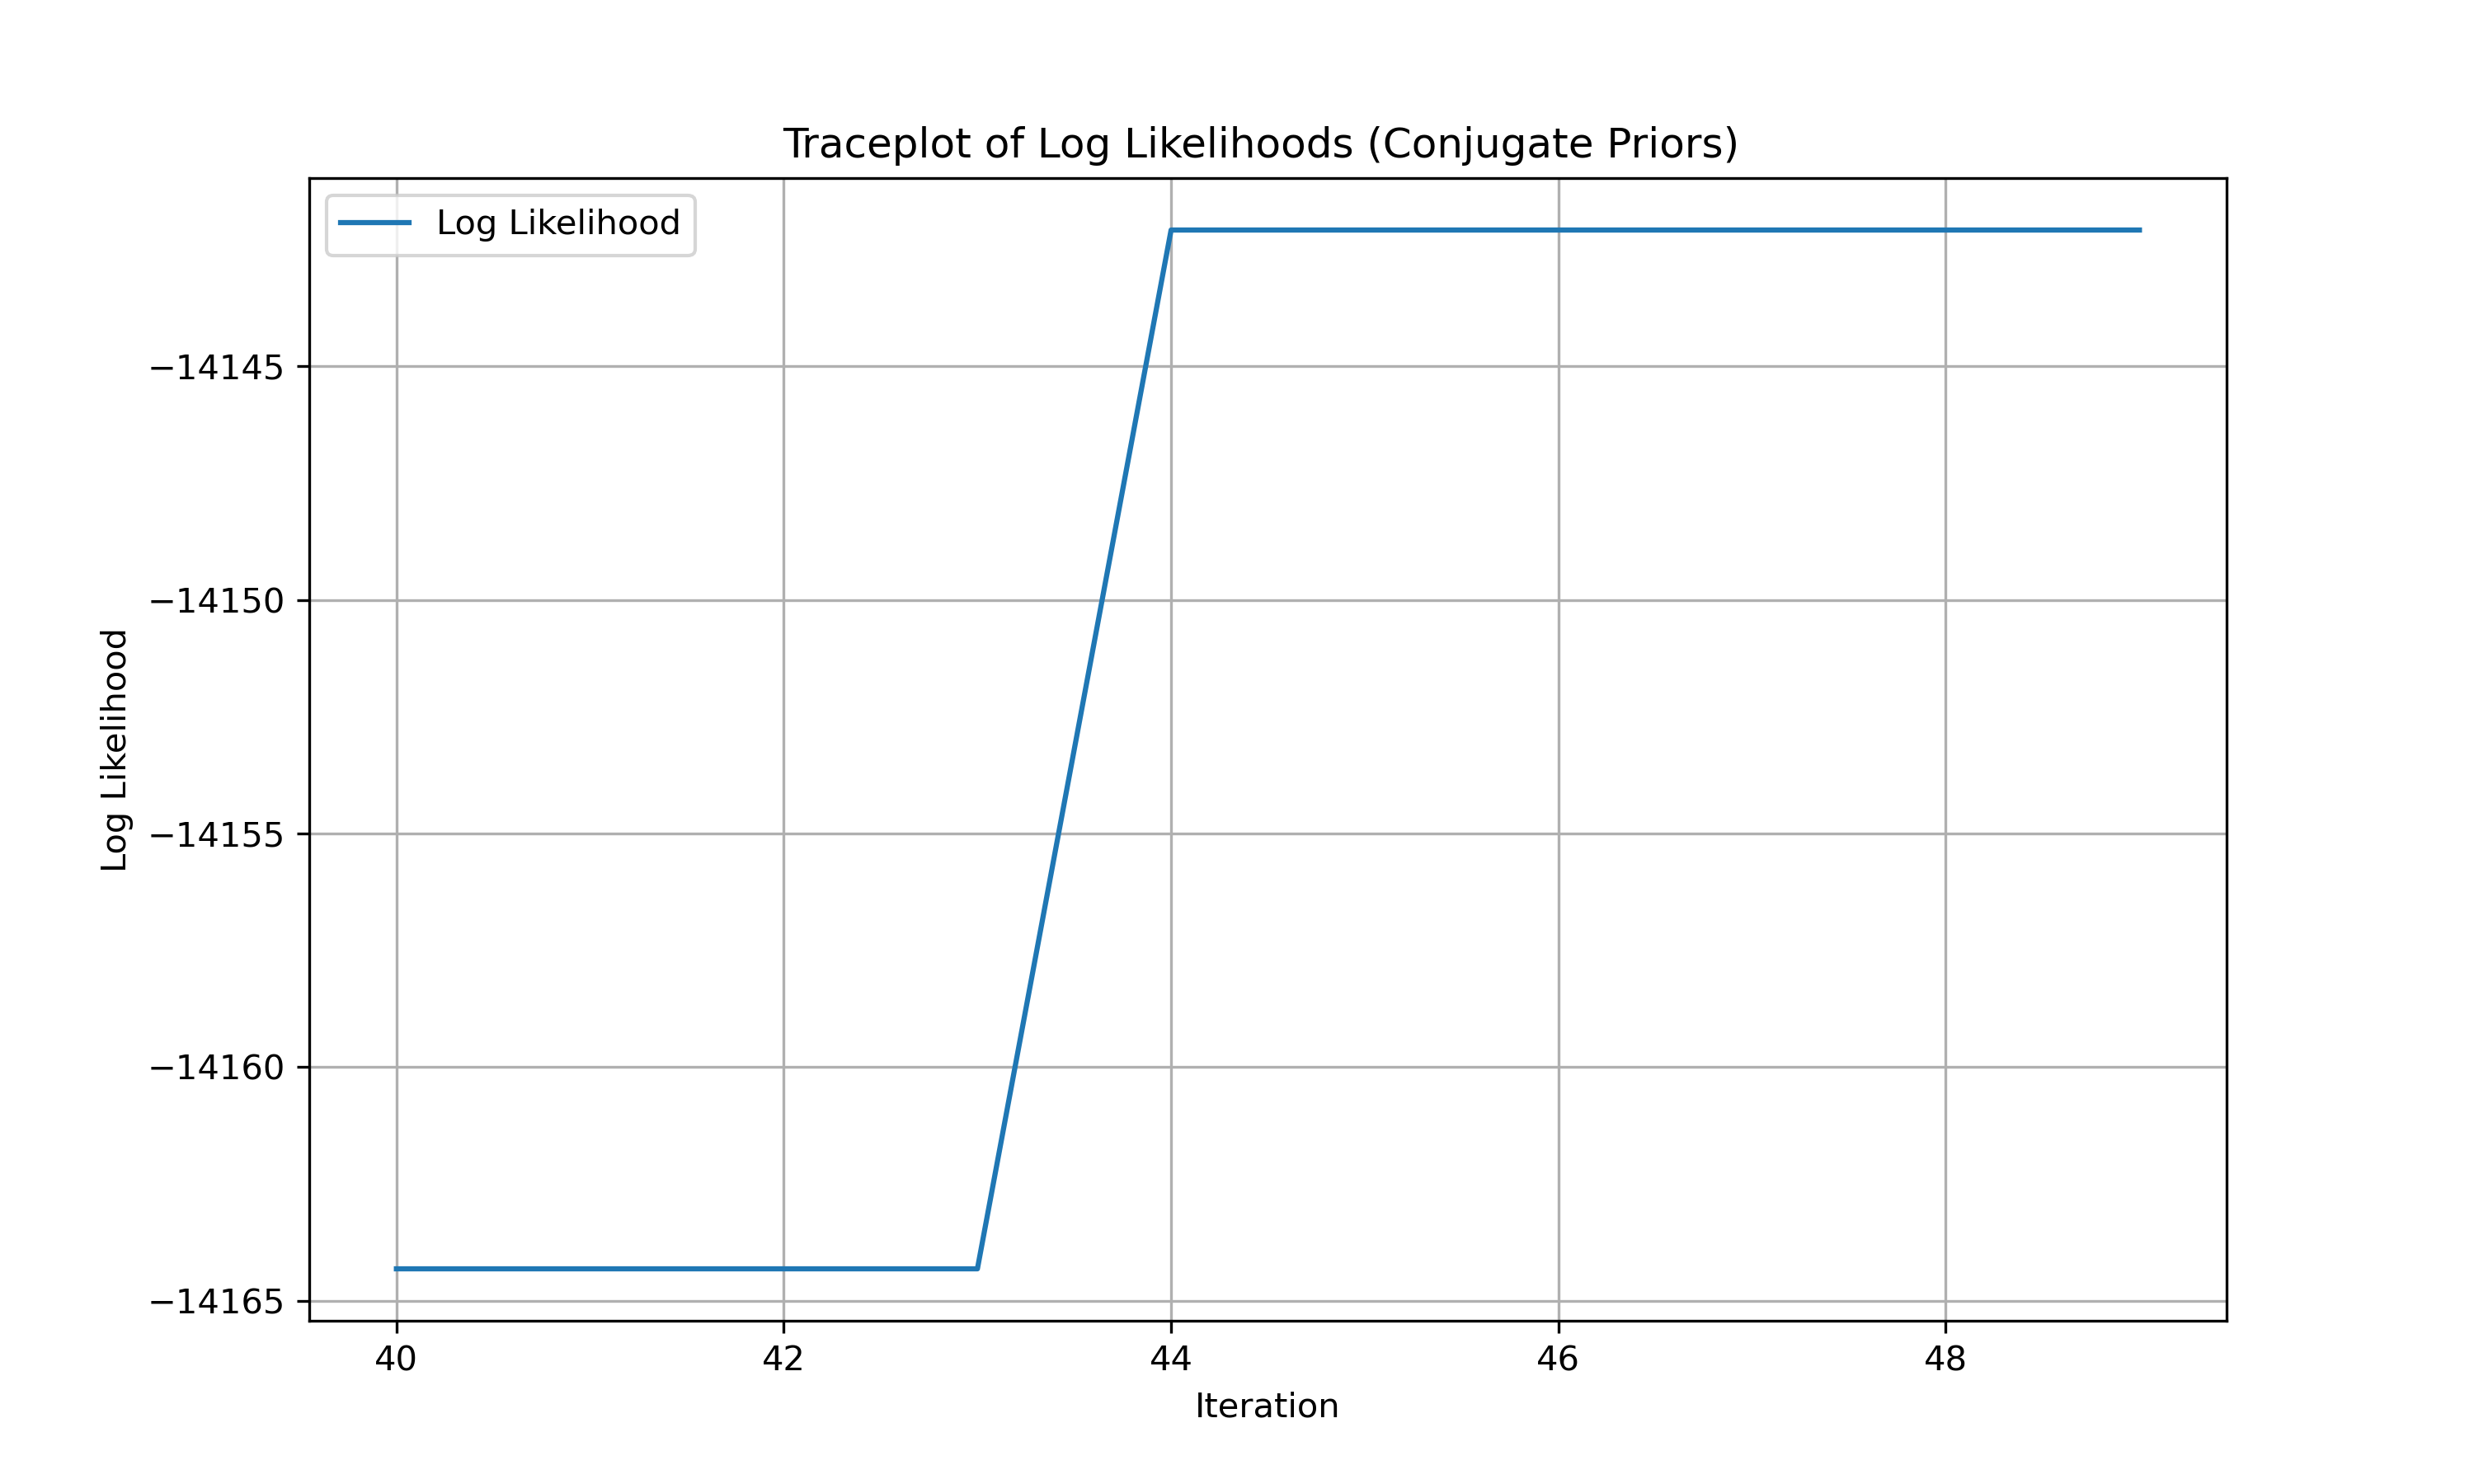 Traceplot of Log Likelihoods (Conjugate Priors)
Log Likelihood
Log Likelihood
−14145
−14150
−14155
−14160
−14165
40 42 44 46 48
Iteration